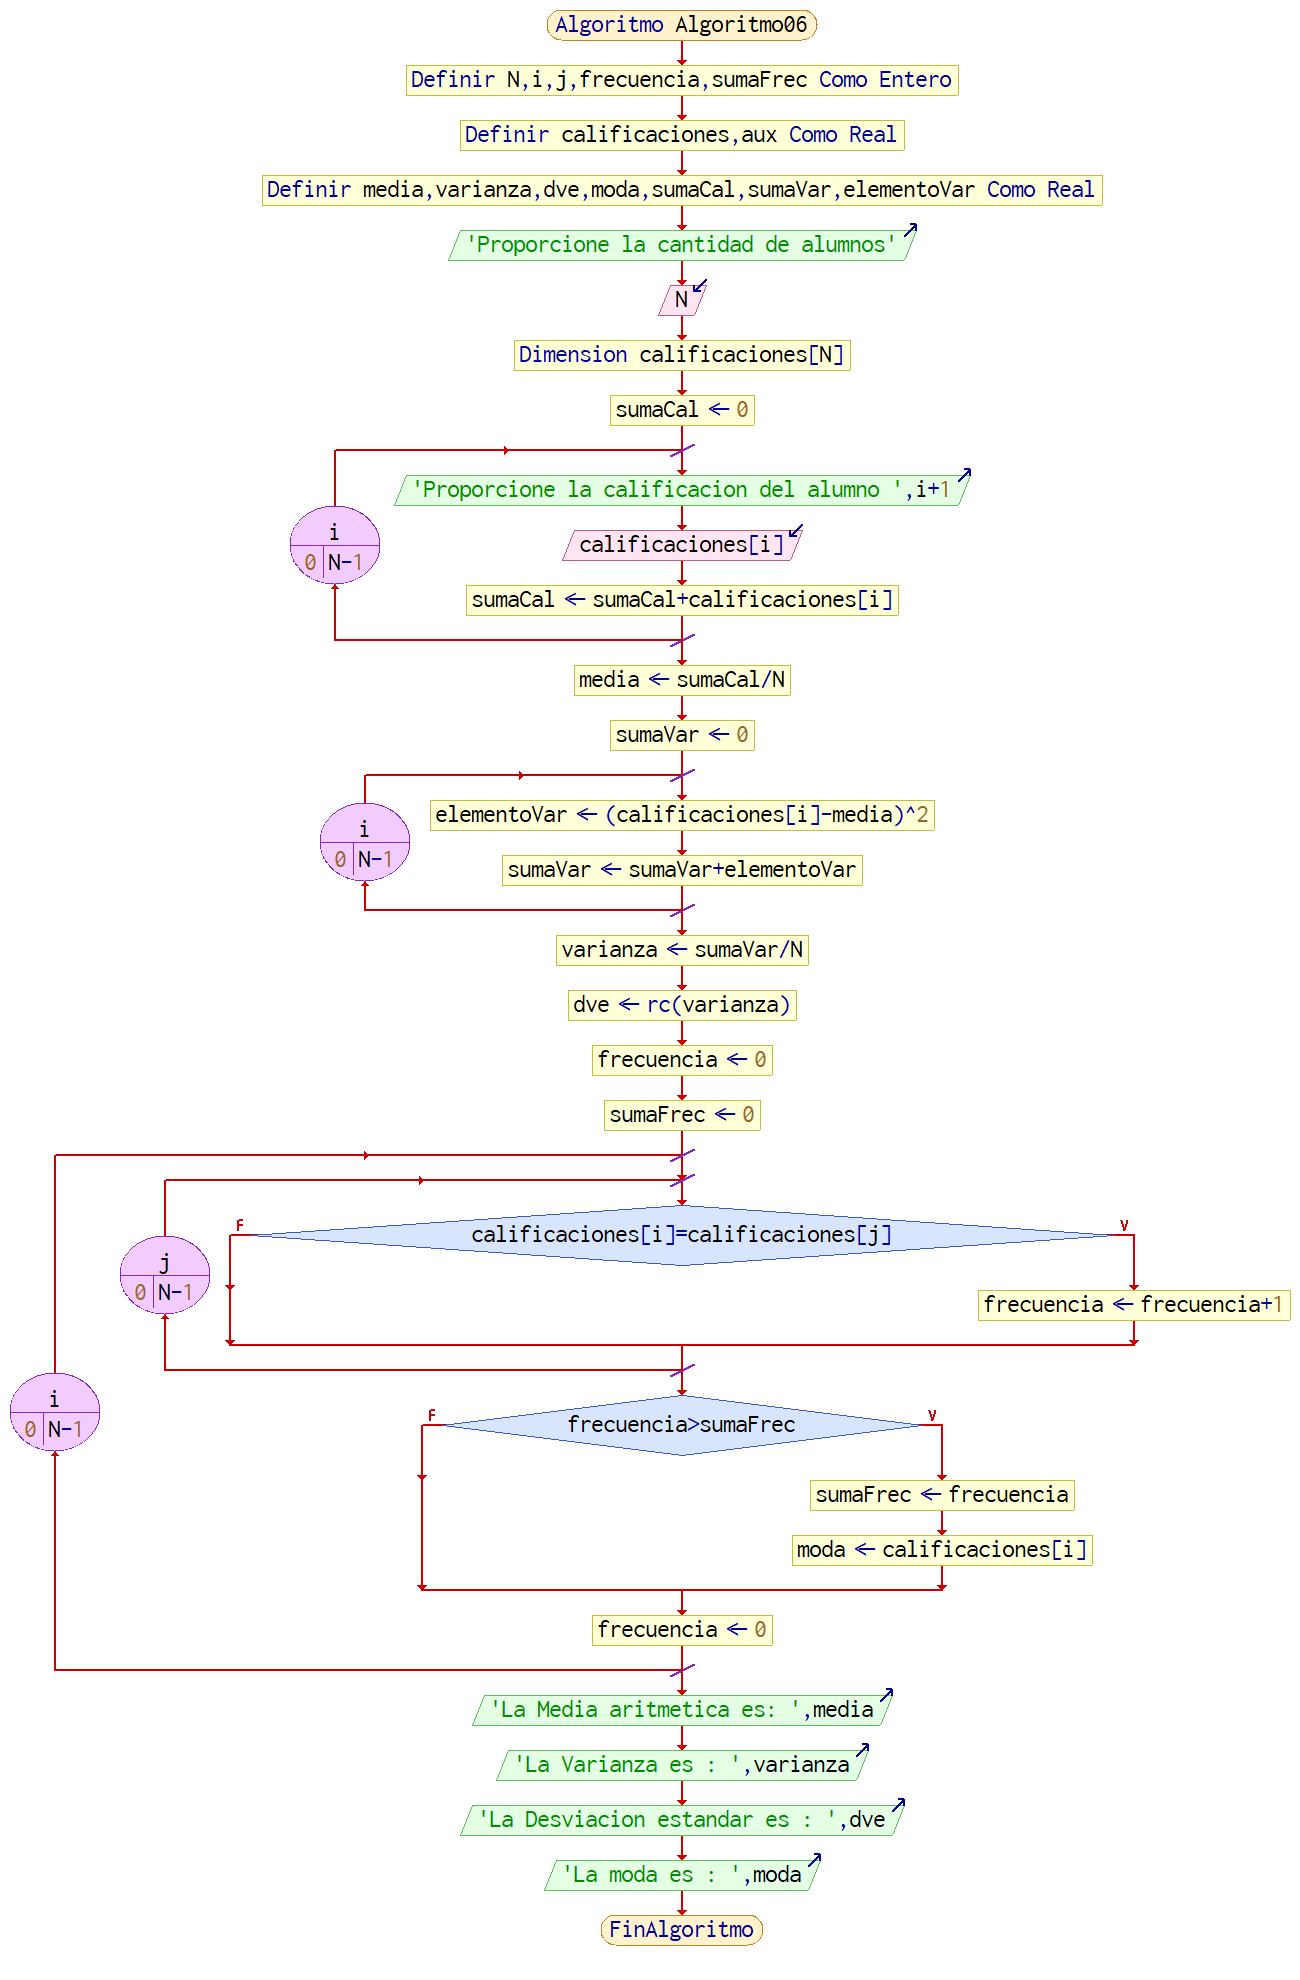 Algoritmo Algoritmo06
Definir N,i,j,frecuencia,sumaFrec Como Entero
Definir calificaciones,aux Como Real
Definir media,varianza,dve,moda,sumaCal,sumaVar,elementoVar Como Real
'Proporcione la cantidad de alumnos'
N
Dimension calificaciones[N]
sumaCal ← 0
'Proporcione la calificacion del alumno ',i+1
i
0 N-1
calificaciones[i]
sumaCal ← sumaCal+calificaciones[i]
media ← sumaCal/N
sumaVar ← 0
elementoVar ← (calificaciones[i]-media)^2
i
0 N-1
sumaVar ← sumaVar+elementoVar
varianza ← sumaVar/N
dve ← rc(varianza)
frecuencia ← 0
sumaFrec ← 0
F
calificaciones[i]=calificaciones[j]
V
j
0 N-1
frecuencia ← frecuencia+1
i
0 N-1
F
frecuencia>sumaFrec
V
sumaFrec ← frecuencia
moda ← calificaciones[i]
frecuencia ← 0
'La Media aritmetica es: ',media
'La Varianza es : ',varianza
'La Desviacion estandar es : ',dve
'La moda es : ',moda
FinAlgoritmo